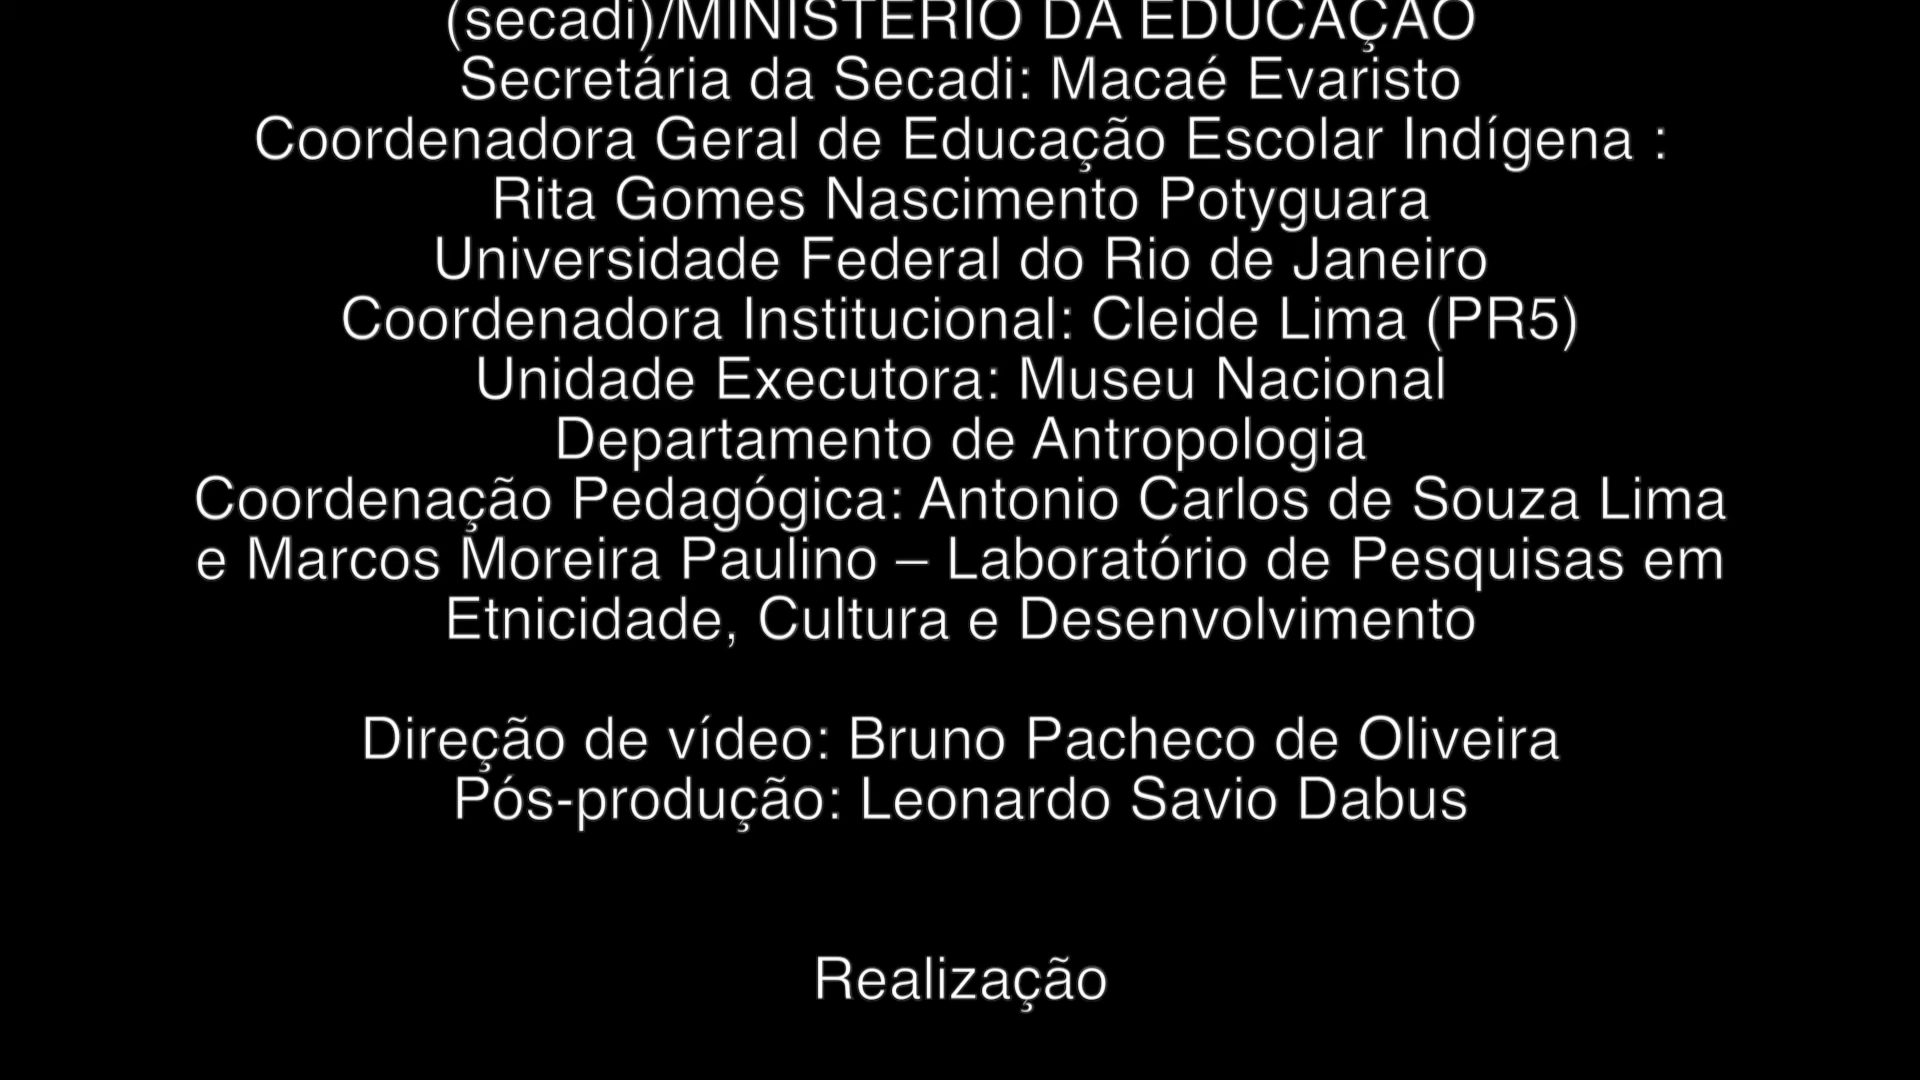 (secadi)/MINISTÉRIO DA EDUCAÇÃO
Secretária da Secadi: Macaé Evaristo
Coordenadora Geral de Educação Escolar Indígena :
Rita Gomes Nascimento Potyguara
Universidade Federal do Rio de Janeiro
Coordenadora Institucional: Cleide Lima (PR5)
Unidade Executora: Museu Nacional
Departamento de Antropologia
Coordenação Pedagógica: Antonio Carlos de Souza Lima
e Marcos Moreira Paulino – Laboratório de Pesquisas em
Etnicidade, Cultura e Desenvolvimento
Direção de vídeo: Bruno Pacheco de Oliveira
Pós-produção: Leonardo Savio Dabus
Realização